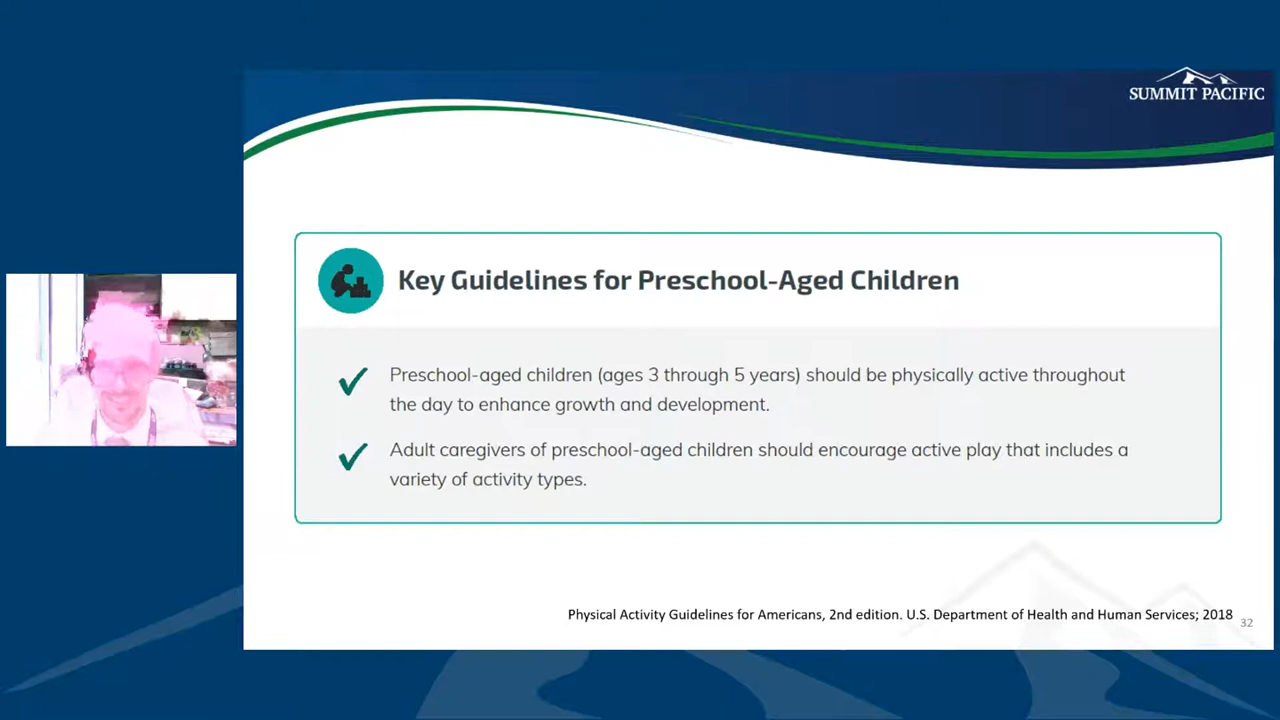 SUMMIT PACIFIC
Key Guidelines for Preschool-Aged Children
Preschool-aged children (ages 3 through 5 years) should be physically active throughout
the day to enhance growth and development.
Adult caregivers of preschool-aged children should encourage active play that includes a
variety of activity types.
Physical Activity Guidelines for Americans, 2nd edition. U.S. Department of Health and Human Services; 2018
32